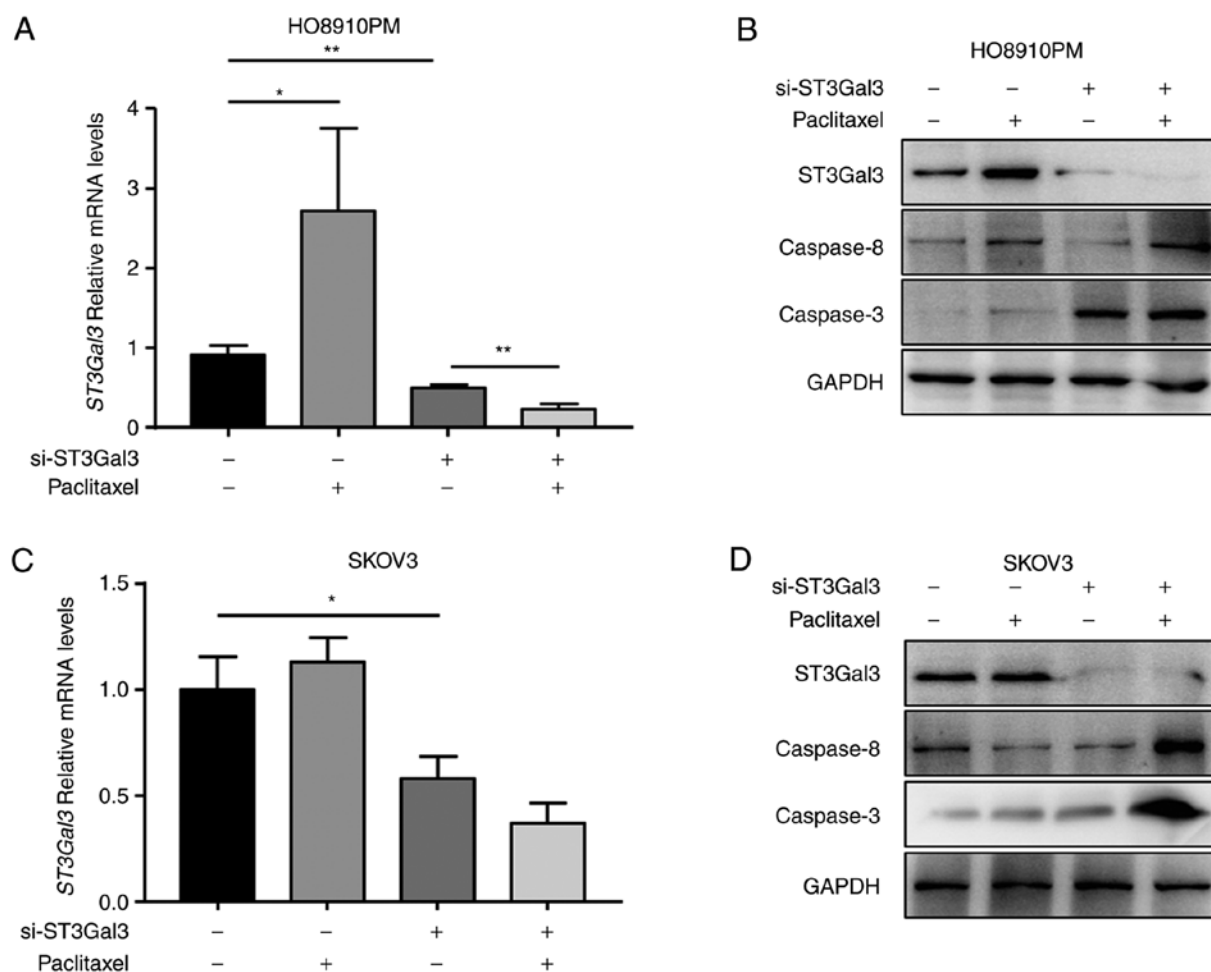 A
HO8910PM
**
*
4
3
2
1
0
**
ST3Gal3 Relative mRNA levels
si-ST3Gal3 – – + +
Paclitaxel – + – +
B
HO8910PM
si-ST3Gal3 – – + +
Paclitaxel – + – +
ST3Gal3
Caspase-8
Caspase-3
GAPDH
C
SKOV3
*
1.5
1.0
0.5
0.0
ST3Gal3 Relative mRNA levels
si-ST3Gal3 – – + +
Paclitaxel – + – +
D
SKOV3
si-ST3Gal3 – – + +
Paclitaxel – + – +
ST3Gal3
Caspase-8
Caspase-3
GAPDH